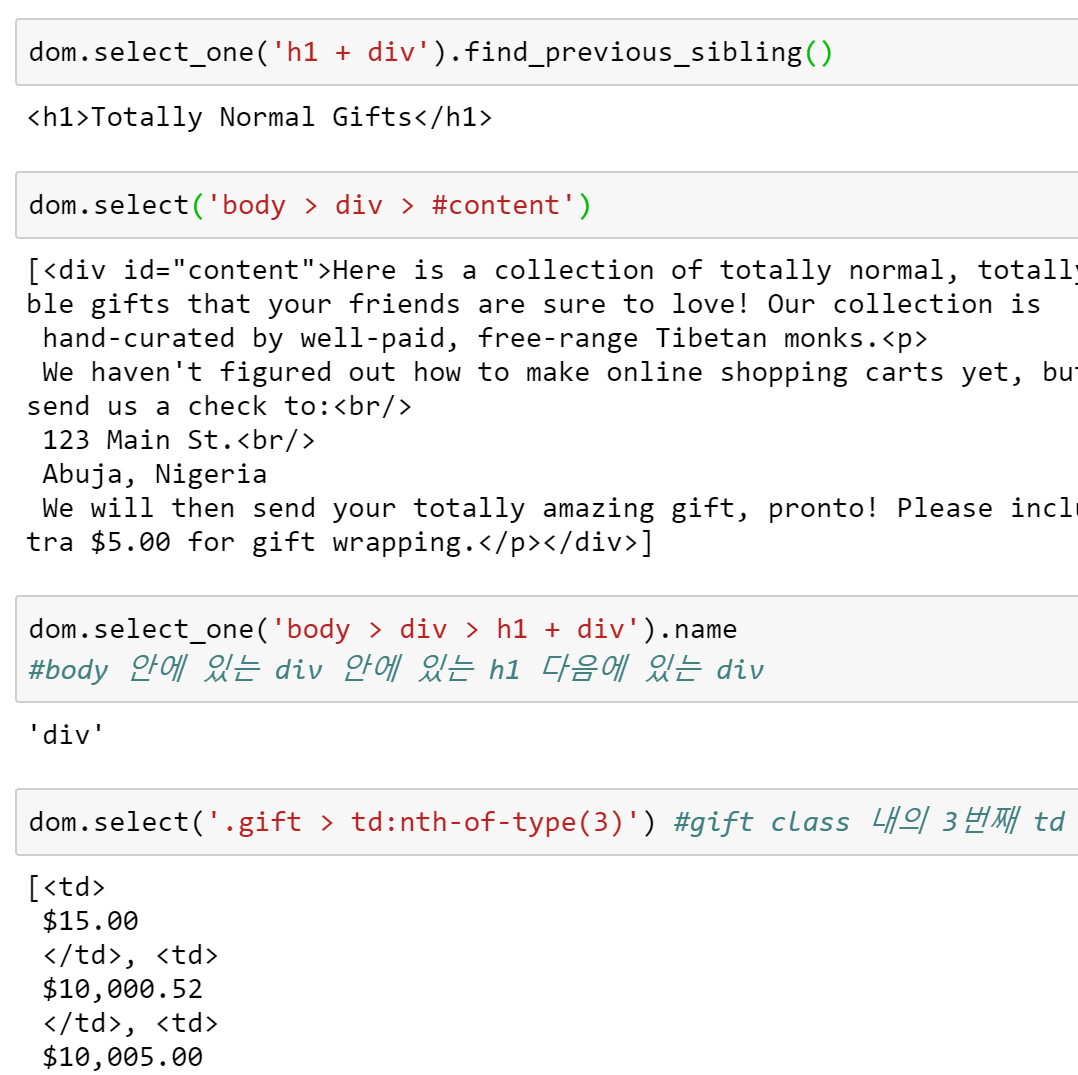 dom.select_one('h1 + div').find_previous_sibling()
<h1>Totally Normal Gifts</h1>
dom.select('body > div > #content')
[<div id="content">Here is a collection of totally normal, totally
ble gifts that your friends are sure to love! Our collection is
hand-curated by well-paid, free-range Tibetan monks.<p>
We haven't figured out how to make online shopping carts yet, but
send us a check to:<br/>
123 Main St.<br/>
Abuja, Nigeria
We will then send your totally amazing gift, pronto! Please
tra $5.00 for gift wrapping.</p></div>]
dom.select_one('body > div > h1 + div').name
#body 안에 있는 div 안에 있는 h1 다음에 있는 div
'div'
dom.select('.gift > td:nth-of-type(3)') #gift class 내의 3번째 td
[<td>
$15.00
</td>, <td>
$10,000.52
</td>, <td>
$10,005.00